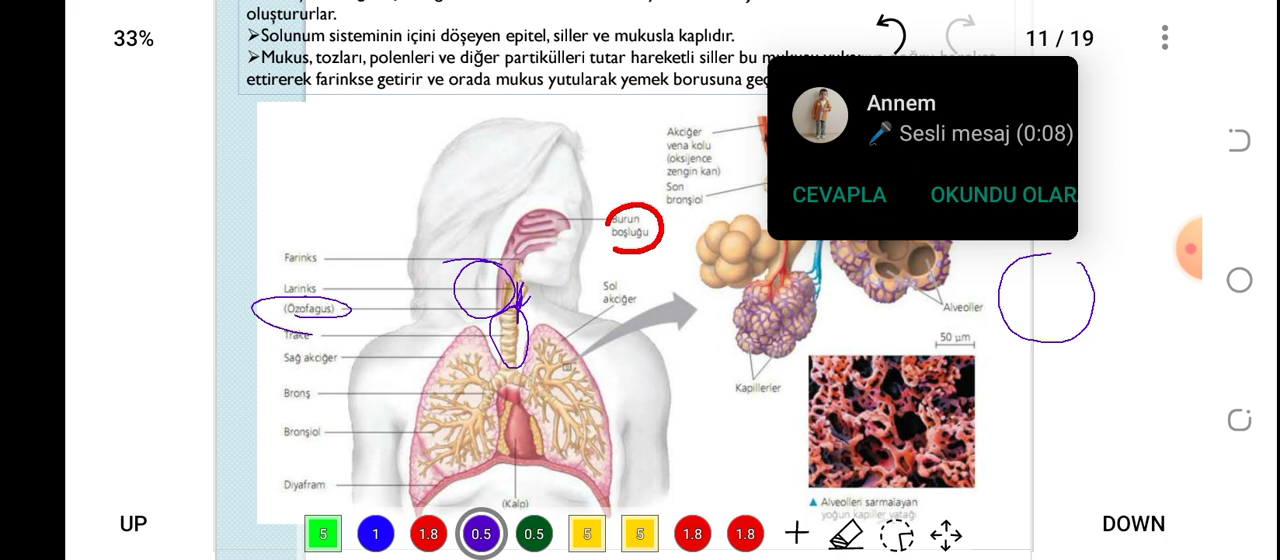 33%
11 / 19
oluştururlar.
➢Solunum sisteminin içini döşeyen epitel, siller ve mukusla kaplıdır.
➢Mukus, tozları, polenleri ve diğer partikülleri tutar hareketli siller bu
ettirerek farinkse getirir ve orada mukus yutularak yemek borusuna
Annem
Sesli mesaj (0:08)
CEVAPLA
OKUNDU OLAR
Akciğer
vena kolu
(oksijence
zengin kan)
Son
bronşiol
Burun
boşluğu
Farinks
Larinks
(Özofagus)
Trake
Sağ akciğer
Bronş
Bronşiol
Diyafram
(Kalp)
Sol
akciğer
Alveoller
Kapillerler
50 µm
▲ Alveolleri sarmalayan
yoğun kapiller yatağı
UP
5
1
1.8
0.5
0.5
5
5
1.8
1.8
DOWN